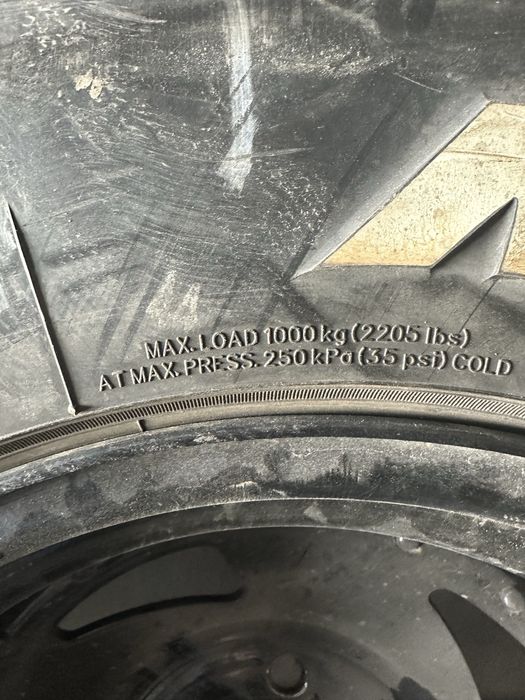 MAX. LOAD 1000 kg (2205 lbs)
AT MAX. PRESS. 250 kPa (35 psi) COLD